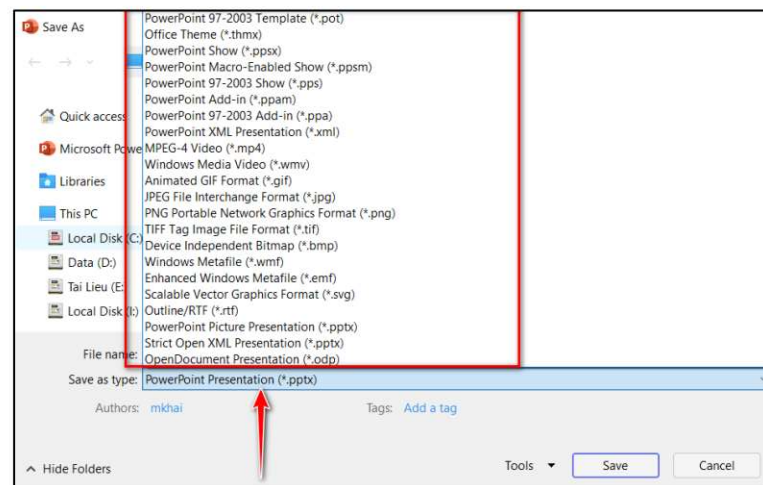 Save As
PowerPoint 97-2003 Template (*.pot)
Office Theme (*.thmx)
PowerPoint Show (*.ppsx)
PowerPoint Macro-Enabled Show (*.ppsm)
PowerPoint 97-2003 Show (*.pps)
PowerPoint Add-in (*.ppam)
PowerPoint 97-2003 Add-in (*.ppa)
PowerPoint XML Presentation (*.xml)
MPEG-4 Video (*.mp4)
Windows Media Video (*.wmv)
Animated GIF Format (*.gif)
JPEG File Interchange Format (*.jpg)
PNG Portable Network Graphics Format (*.png)
TIFF Tag Image File Format (*.tif)
Device Independent Bitmap (*.bmp)
Windows Metafile (*.wmf)
Enhanced Windows Metafile (*.emf)
Scalable Vector Graphics Format (*.svg)
Outline/RTF (*.rtf)
PowerPoint Picture Presentation (*.pptx)
Strict Open XML Presentation (*.pptx)
OpenDocument Presentation (*.odp)
Quick access
Microsoft Powe
Libraries
This PC
Local Disk (C:)
Data (D:)
Tai Lieu (E:
Local Disk (I:)
File name:
Save as type: PowerPoint Presentation (*.pptx)
Authors: mkhai Tags: Add a tag
Hide Folders Tools Save Cancel